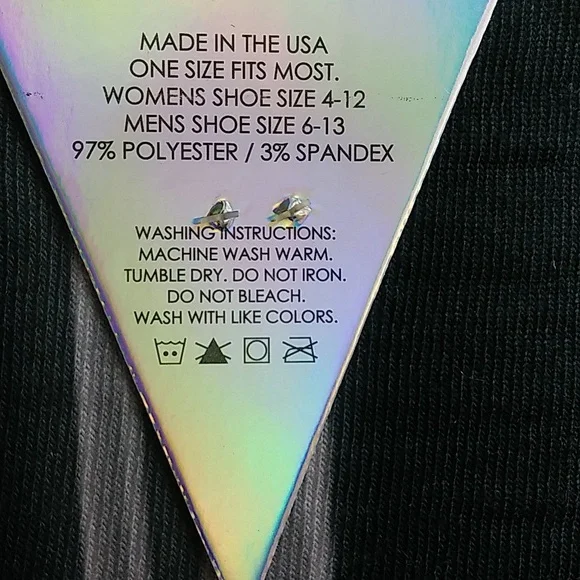 MADE IN THE USA
ONE SIZE FITS MOST.
WOMENS SHOE SIZE 4-12
MENS SHOE SIZE 6-13
97% POLYESTER / 3% SPANDEX
WASHING INSTRUCTIONS:
MACHINE WASH WARM.
TUMBLE DRY. DO NOT IRON.
DO NOT BLEACH.
WASH WITH LIKE COLORS.